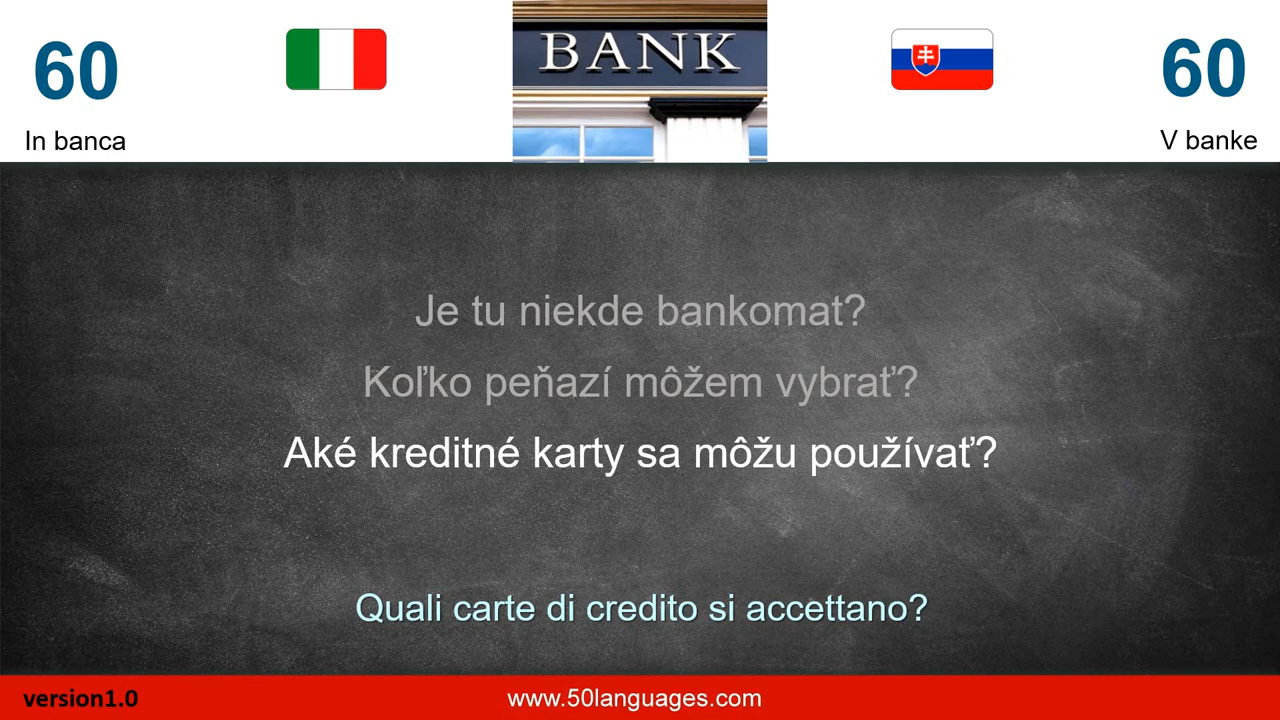 60
In banca
BANK
60
V banke
Je tu niekde bankomat?
Koľko peňazí môžem vybrať?
Aké kreditné karty sa môžu používať?
Quali carte di credito si accettano?
version1.0
www.50languages.com